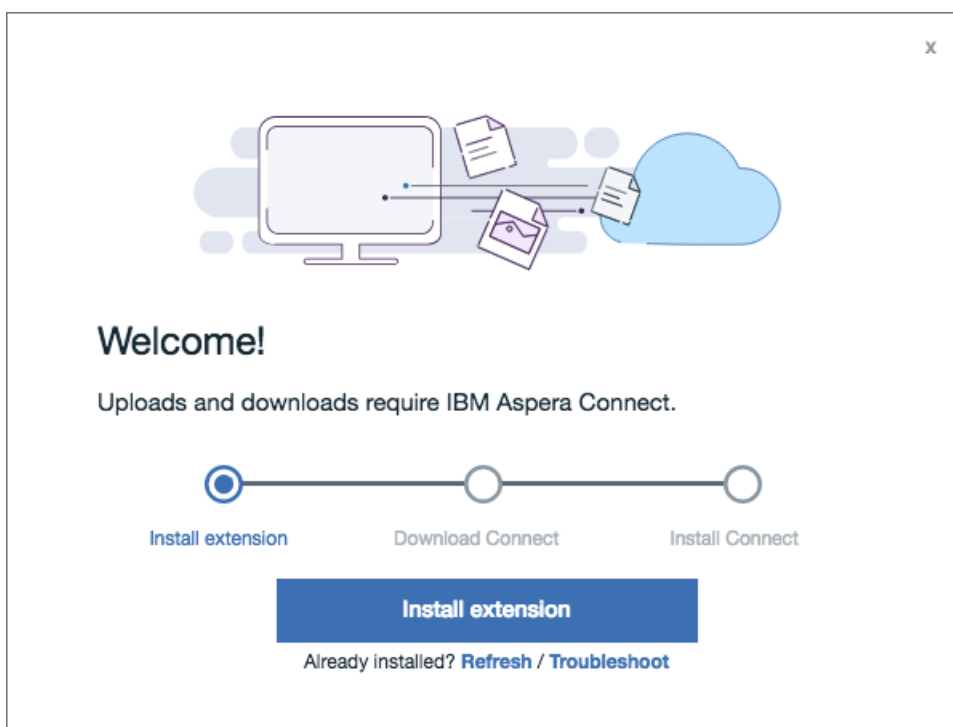 x
Welcome!
Uploads and downloads require IBM Aspera Connect.
Install extension
Download Connect
Install Connect
Install extension
Already installed? Refresh / Troubleshoot